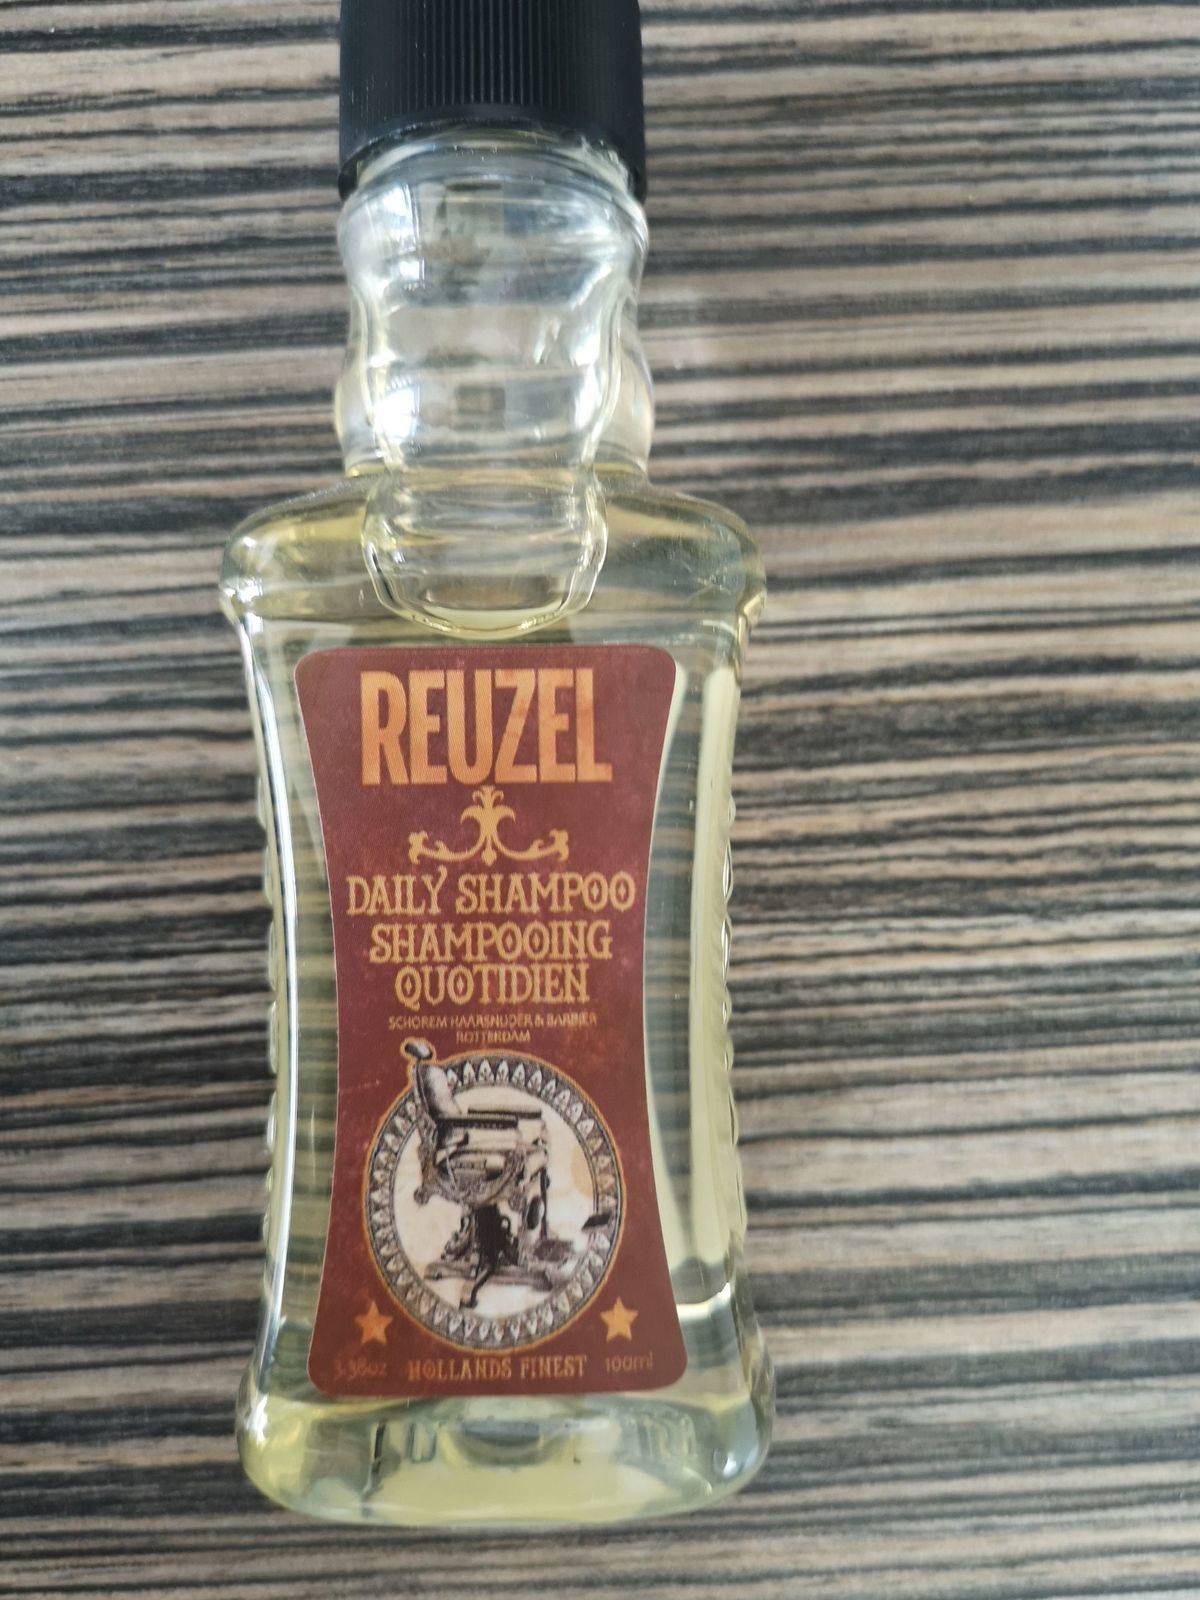 REUZEL
DAILY SHAMPOO
SHAMPOOING
QUOTIDIEN
SCHOREM HAARSNIJDER & BARBIER
ROTTERDAM
3.38oz HOLLANDS FINEST 100ml